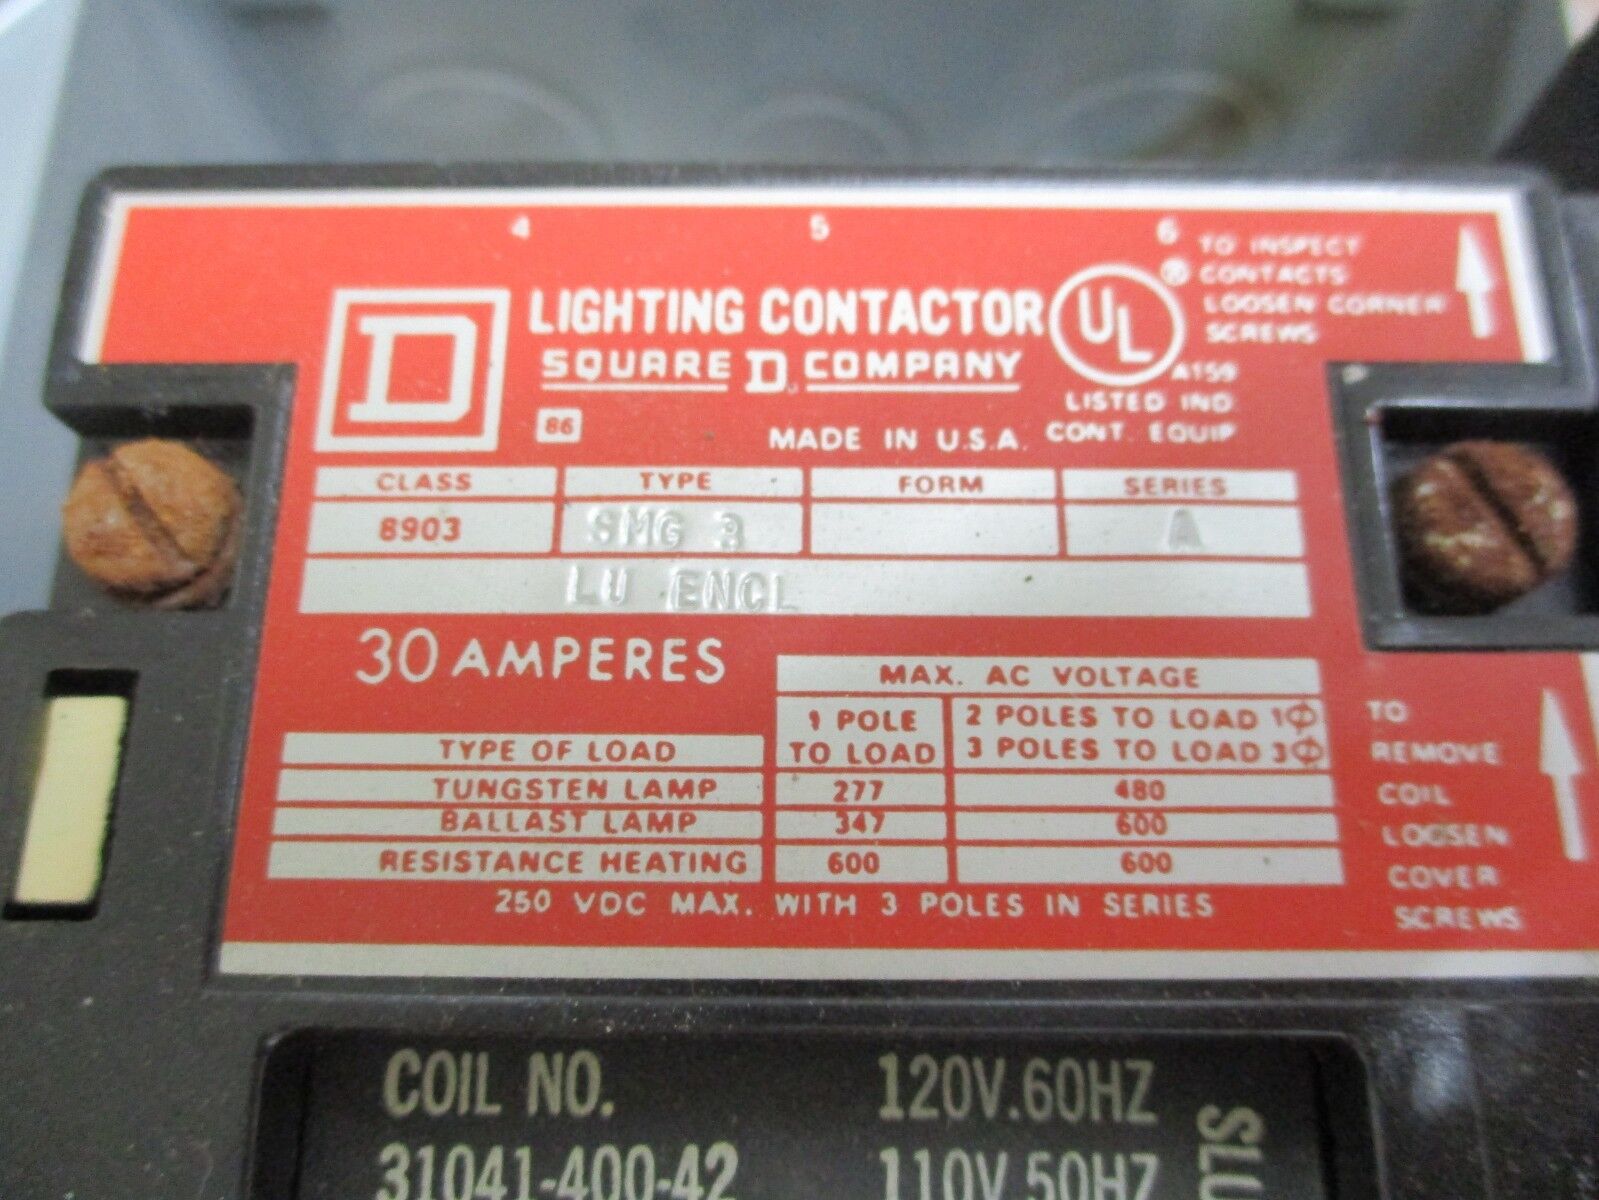 4 5 6
TO INSPECT
CONTACTS
LOOSEN CORNER
SCREWS
D
LIGHTING CONTACTOR
SQUARE D COMPANY
UL
®
A159
LISTED IND
CONT. EQUIP
86
MADE IN U.S.A.
CLASS TYPE FORM SERIES
8903 SMG 3 A
LU ENCL
30 AMPERES
MAX. AC VOLTAGE
TYPE OF LOAD
1 POLE
TO LOAD
2 POLES TO LOAD 1Φ
3 POLES TO LOAD 3Φ
TUNGSTEN LAMP 277 480
BALLAST LAMP 347 600
RESISTANCE HEATING 600 600
250 VDC MAX. WITH 3 POLES IN SERIES
TO
REMOVE
COIL
LOOSEN
COVER
SCREWS
COIL NO. 120V.60HZ
31041-400-42 110V.50HZ